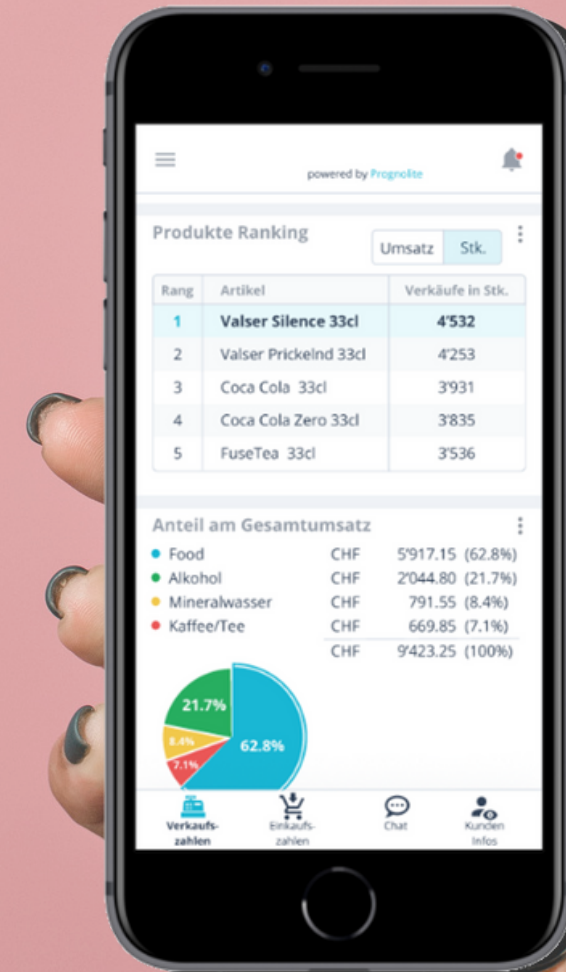 powered by Prognolite
Produkte Ranking
Umsatz Stk.
Rang Artikel Verkäufe in Stk.
1 Valser Silence 33cl 4'532
2 Valser Prickelnd 33cl 4'253
3 Coca Cola 33cl 3'931
4 Coca Cola Zero 33cl 3'835
5 FuseTea 33cl 3'536
Anteil am Gesamtumsatz
Food CHF 5'917.15 (62.8%)
Alkohol CHF 2'044.80 (21.7%)
Mineralwasser CHF 791.55 (8.4%)
Kaffee/Tee CHF 669.85 (7.1%)
CHF 9'423.25 (100%)
21.7%
8.4%
62.8%
7.1%
Verkaufs-
zahlen
Einkaufs-
zahlen
Chat
Kunden
Infos